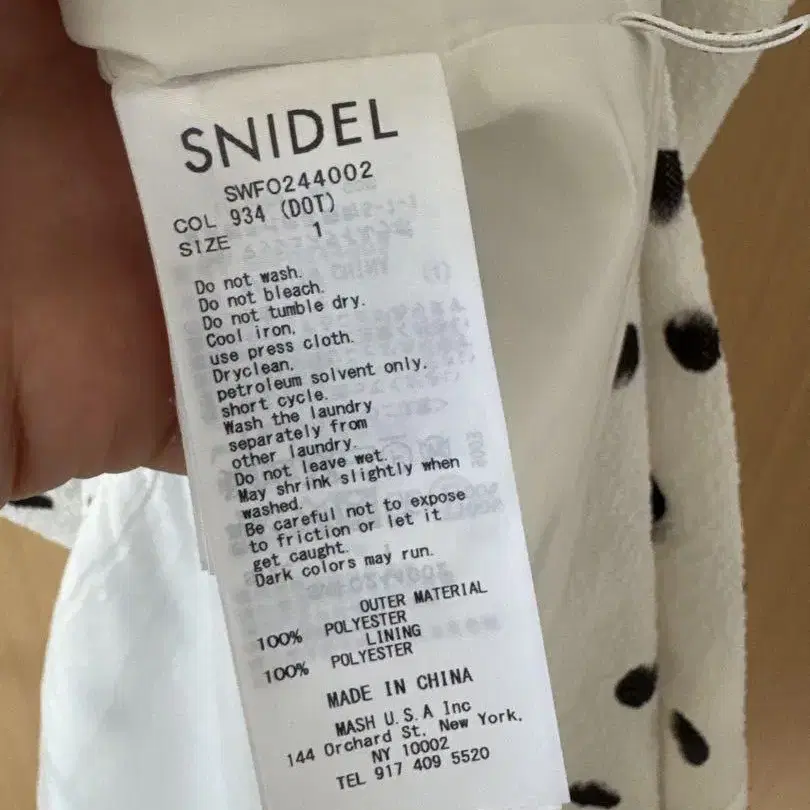 SNIDEL
SWFO244002
COL 934 (DOT)
SIZE 1
Do not wash.
Do not bleach.
Do not tumble dry.
Cool iron,
use press cloth.
Dryclean,
petroleum solvent only,
short cycle.
Wash the laundry
separately from
other laundry.
Do not leave wet.
May shrink slightly when
washed.
Be careful not to expose
to friction or let it
get caught.
Dark colors may run.
OUTER MATERIAL
100% POLYESTER
LINING
100% POLYESTER
MADE IN CHINA
MASH U.S.A Inc
144 Orchard St, New York,
NY 10002
TEL 917 409 5520